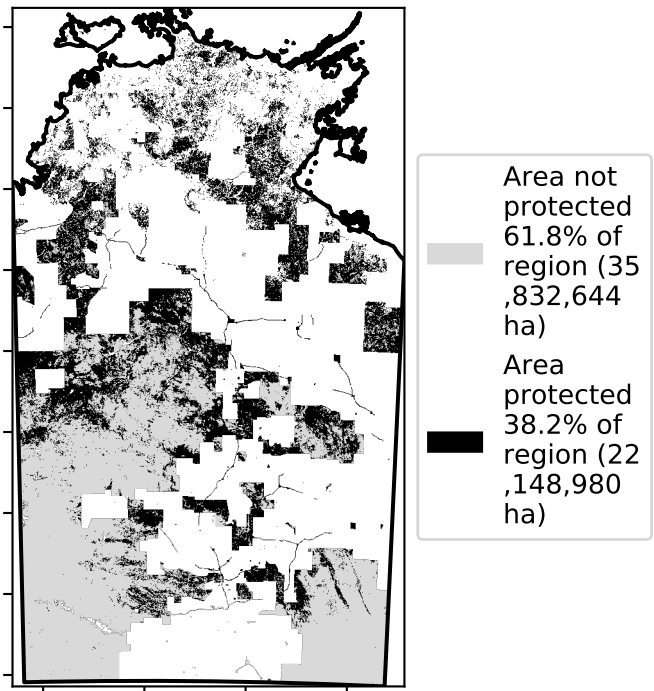 Area not
protected
61.8% of
region (35
,832,644
ha)
Area
protected
38.2% of
region (22
,148,980
ha)